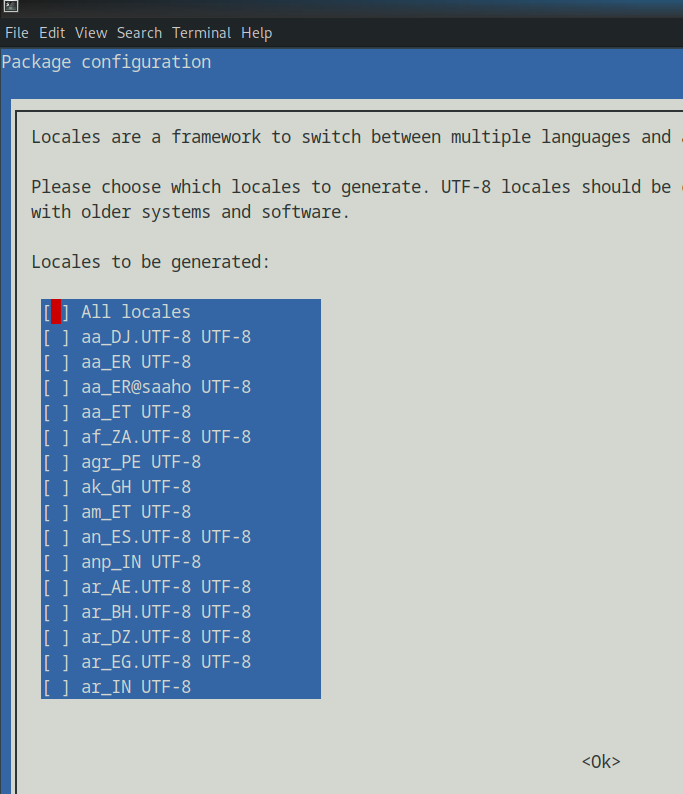 File Edit View Search Terminal Help
Package configuration
Locales are a framework to switch between multiple languages and
Please choose which locales to generate. UTF-8 locales should be
with older systems and software.
Locales to be generated:
[ ] All locales
[ ] aa_DJ.UTF-8 UTF-8
[ ] aa_ER UTF-8
[ ] aa_ER@saaho UTF-8
[ ] aa_ET UTF-8
[ ] af_ZA.UTF-8 UTF-8
[ ] agr_PE UTF-8
[ ] ak_GH UTF-8
[ ] am_ET UTF-8
[ ] an_ES.UTF-8 UTF-8
[ ] anp_IN UTF-8
[ ] ar_AE.UTF-8 UTF-8
[ ] ar_BH.UTF-8 UTF-8
[ ] ar_DZ.UTF-8 UTF-8
[ ] ar_EG.UTF-8 UTF-8
[ ] ar_IN UTF-8
<Ok>